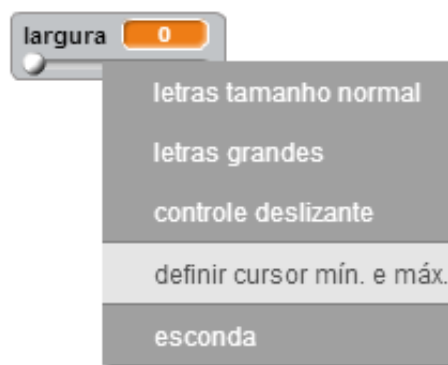 largura 0
letras tamanho normal
letras grandes
controle deslizante
definir cursor mín. e máx.
esconda